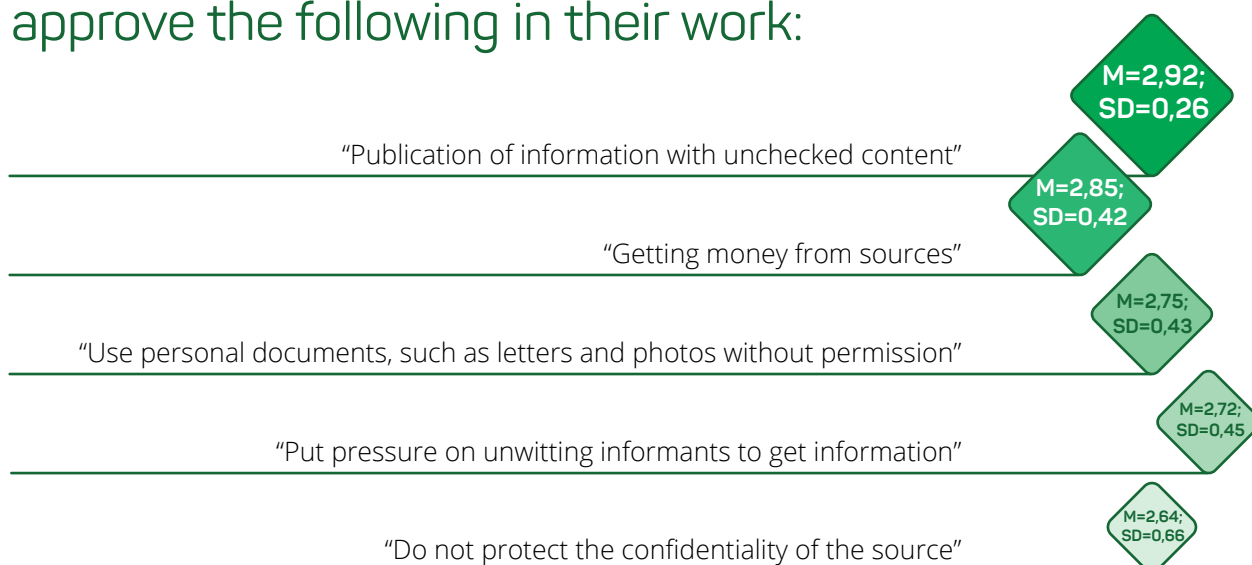 approve the following in their work:
M=2,92;
SD=0,26
“Publication of information with unchecked content”
M=2,85;
SD=0,42
“Getting money from sources”
M=2,75;
SD=0,43
“Use personal documents, such as letters and photos without permission”
M=2,72;
SD=0,45
“Put pressure on unwitting informants to get information”
M=2,64;
SD=0,66
“Do not protect the confidentiality of the source”